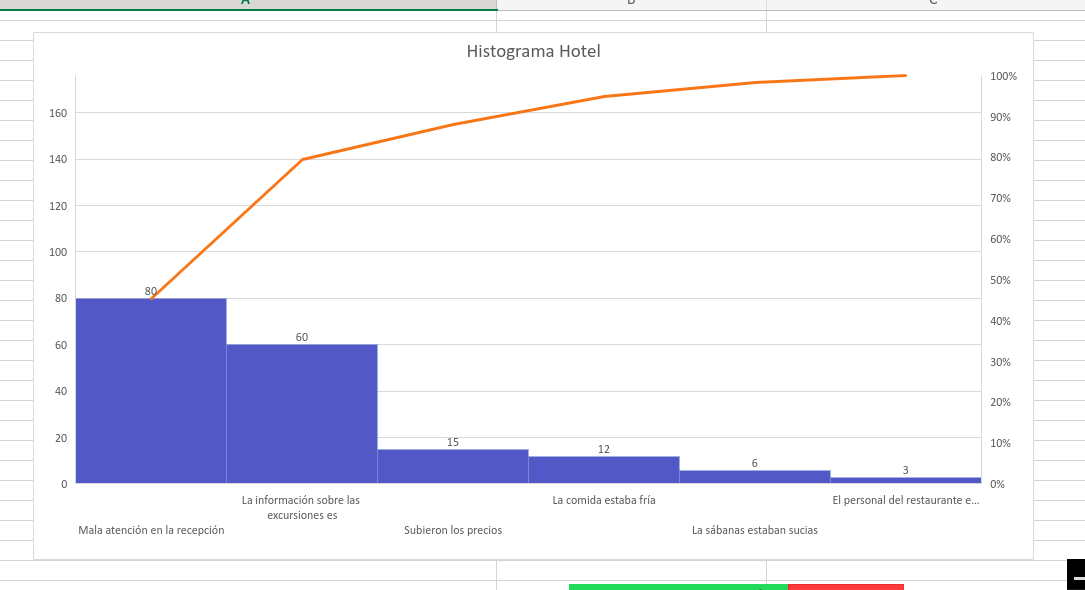 A B C
Histograma Hotel
160
140
120
100
80
60
40
20
0
100%
90%
80%
70%
60%
50%
40%
30%
20%
10%
0%
80
60
15
12
6
3
Mala atención en la recepción
La información sobre las
excursiones es
Subieron los precios
La comida estaba fría
La sábanas estaban sucias
El personal del restaurante e...